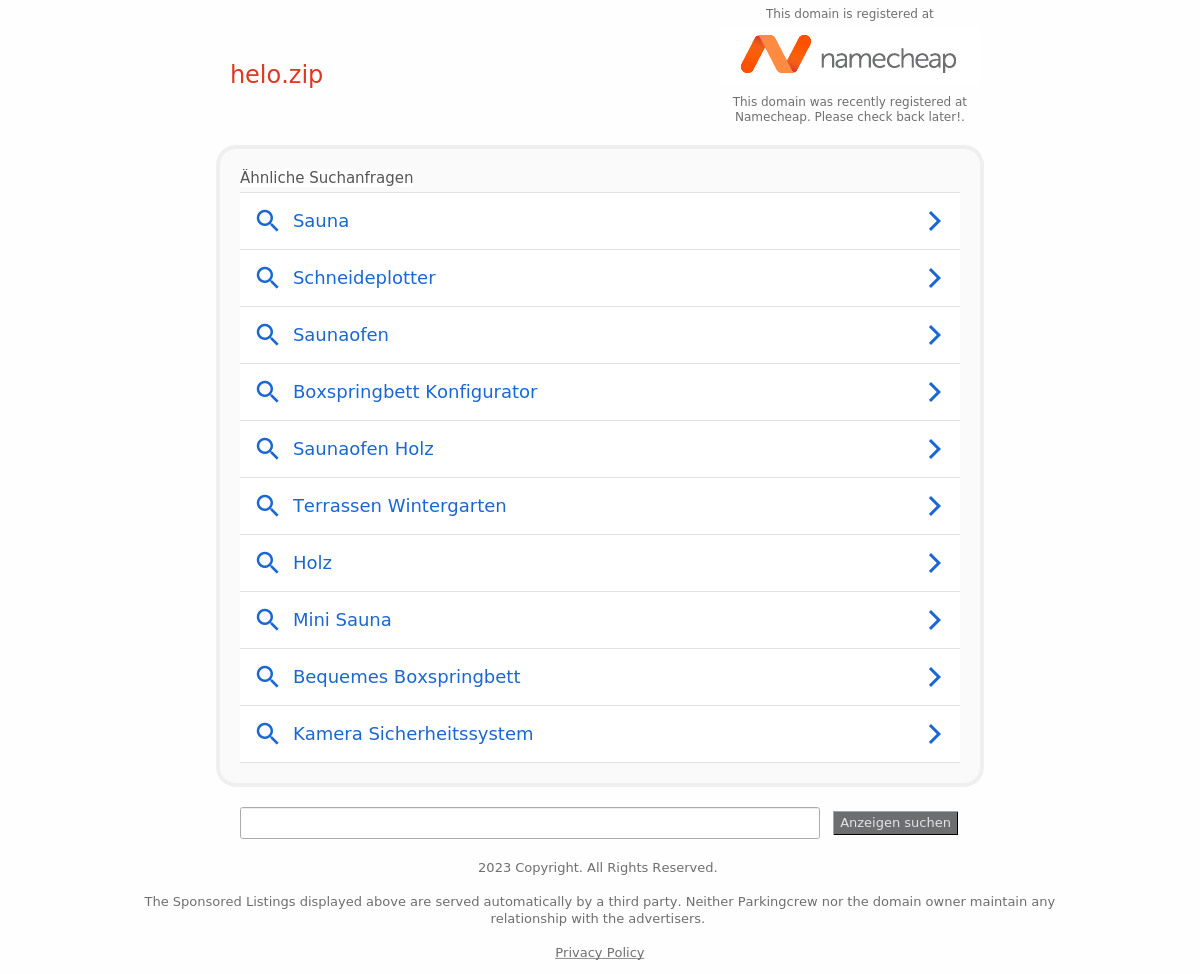 This domain is registered at
namecheap
helo.zip
This domain was recently registered at
Namecheap. Please check back later!.
Ähnliche Suchanfragen
Sauna
Schneideplotter
Saunaofen
Boxspringbett Konfigurator
Saunaofen Holz
Terrassen Wintergarten
Holz
Mini Sauna
Bequemes Boxspringbett
Kamera Sicherheitssystem
Anzeigen suchen
2023 Copyright. All Rights Reserved.
The Sponsored Listings displayed above are served automatically by a third party. Neither Parkingcrew nor the domain owner maintain any
relationship with the advertisers.
Privacy Policy